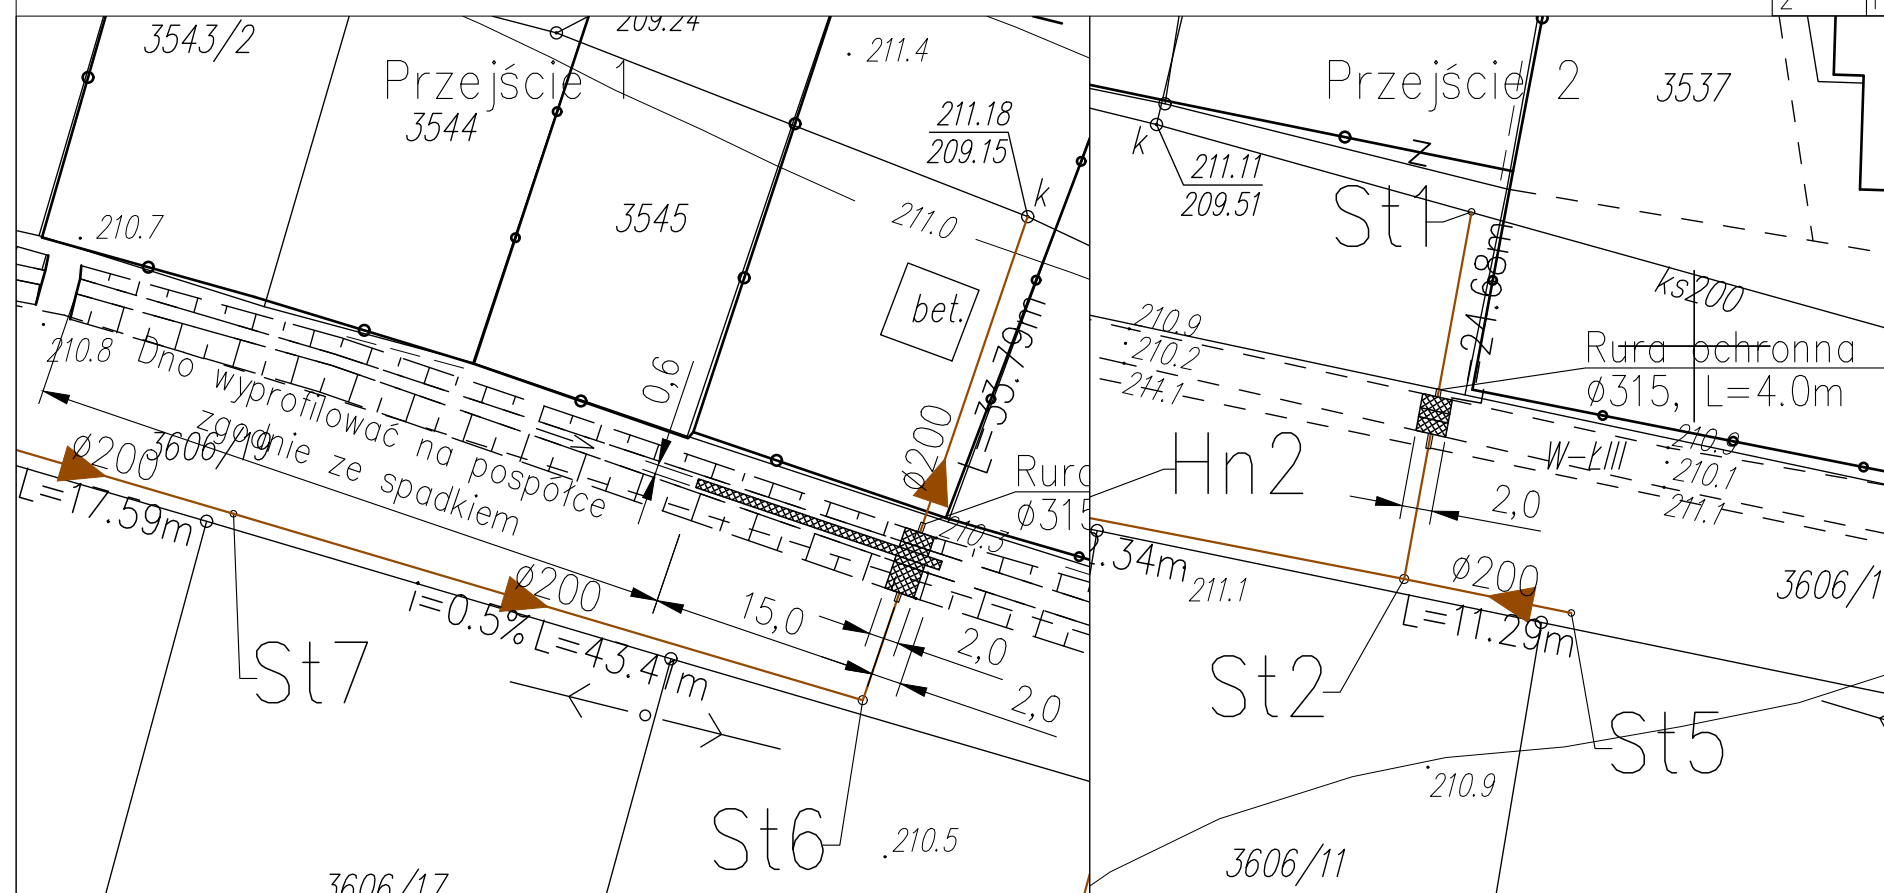 3543/2
209.24
211.4
Przejście 1
3544
211.18
209.15
k
3545
211.0
210.7
bet.
L=33.79m
210.8
Dno wyprofilować na pospółce
zgodnie ze spadkiem
0,6
ø200
3606/19
ø200
L=17.59m
Rura
ø315
210.3
ø200
i=0.5% L=43.41m
15,0
2,0
2,0
St7
St6
210.5
3606/17
Przejście 2
3537
k
211.11
209.51
Z
St1
L=21.68m
ks200
210.9
210.2
211.1
Rura ochronna
ø315, L=4.0m
Hn2
W-ŁIII
210.9
210.1
211.1
2,0
.34m
211.1
ø200
L=11.29m
3606/1
St2
St5
210.9
3606/11